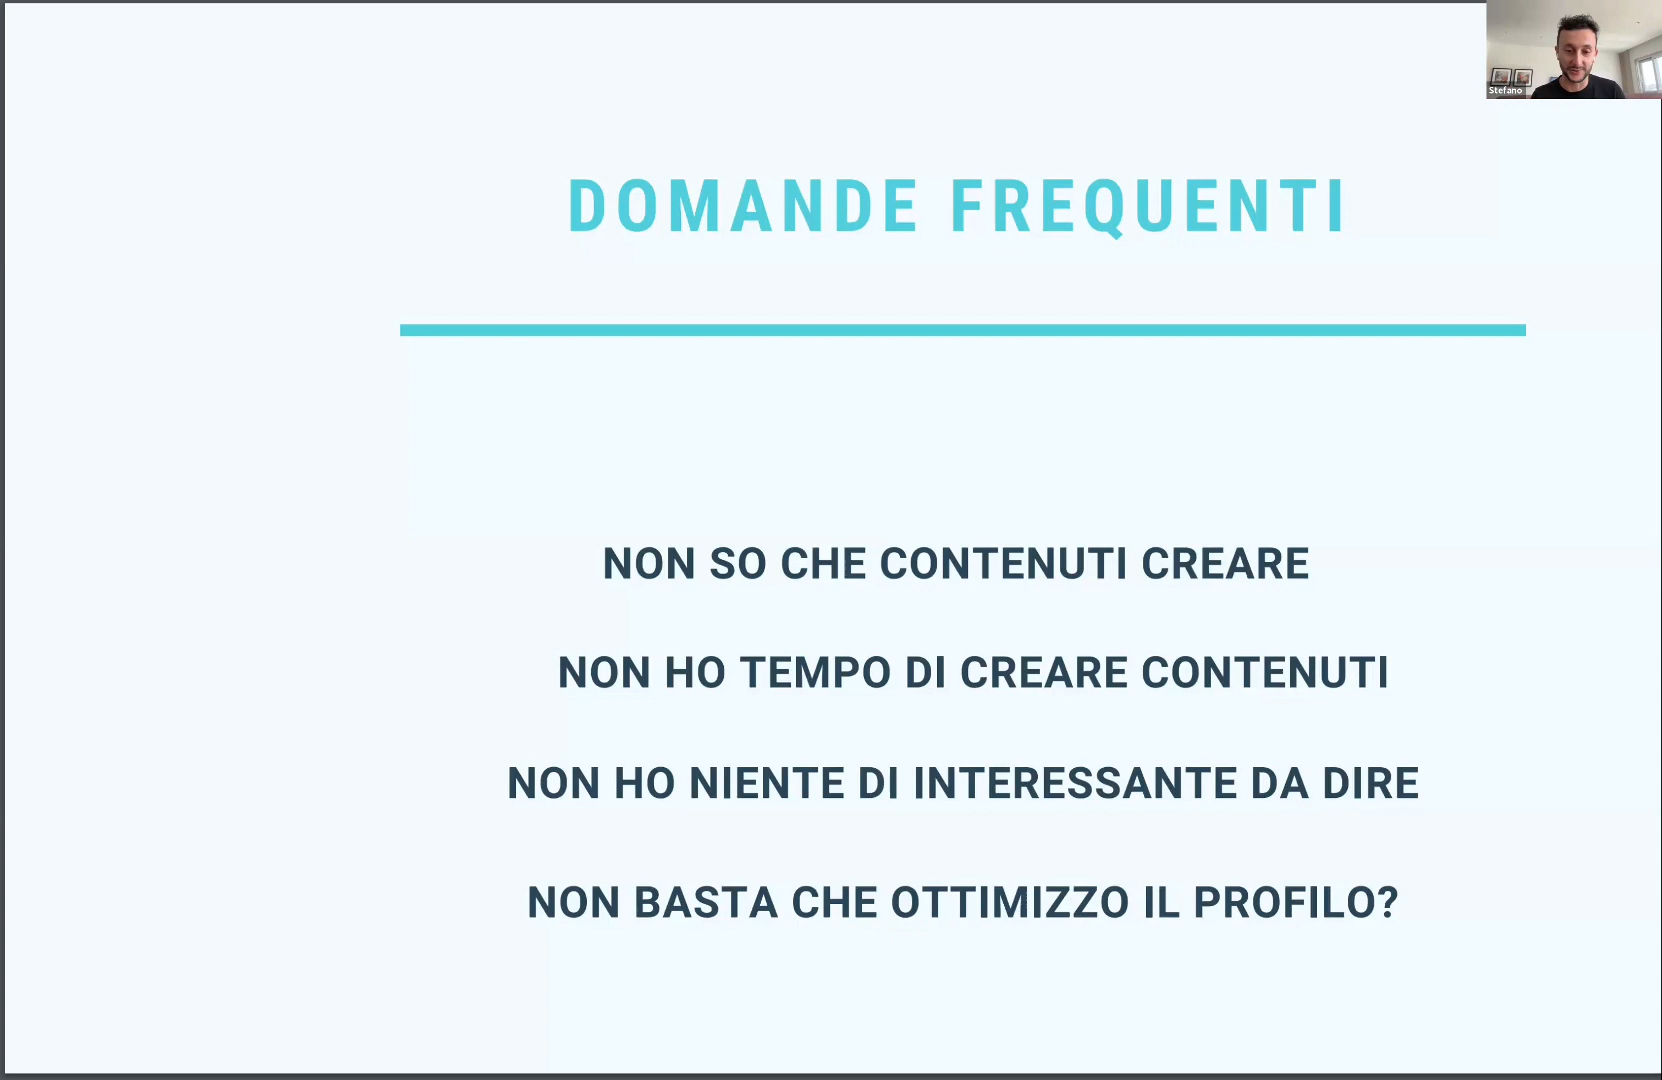 Stefano
DOMANDE FREQUENTI
NON SO CHE CONTENUTI CREARE
NON HO TEMPO DI CREARE CONTENUTI
NON HO NIENTE DI INTERESSANTE DA DIRE
NON BASTA CHE OTTIMIZZO IL PROFILO?